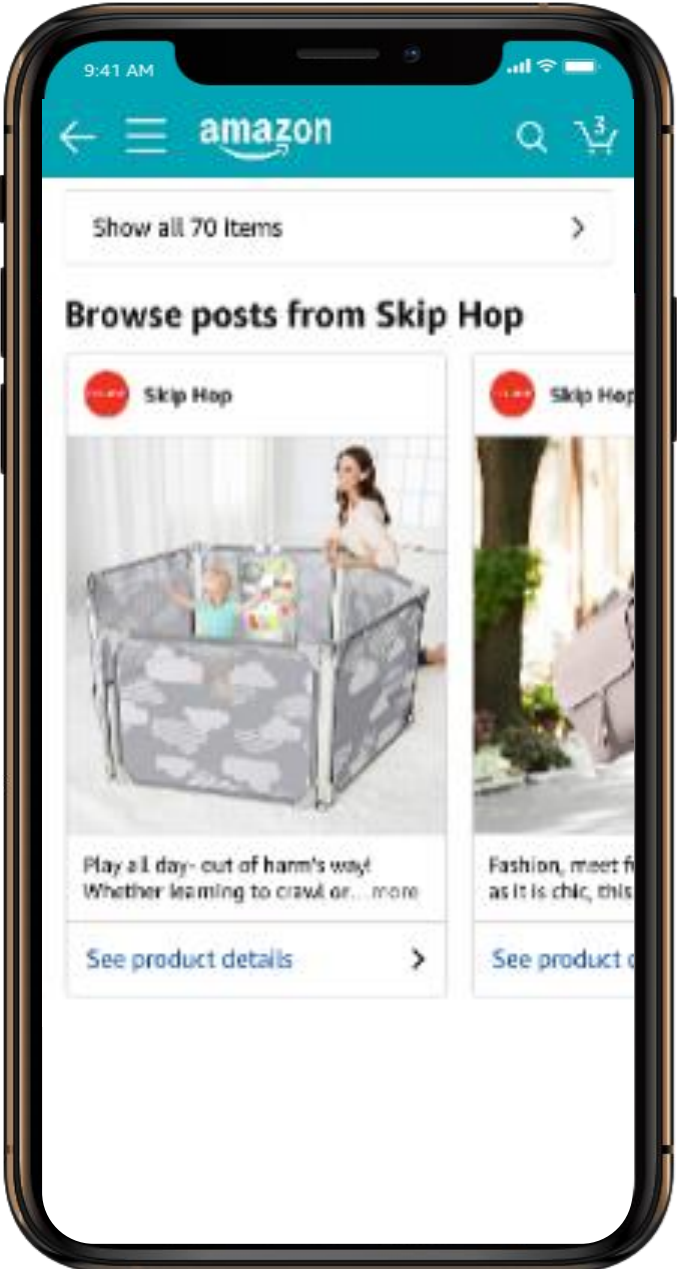 9:41 AM
amazon
3
Show all 70 items
Browse posts from Skip Hop
Skip Hop
Skip Hop
Play all day- out of harm's way!
Whether learning to crawl or... more
Fashion, meet
as it is chic, this
See product details
See product